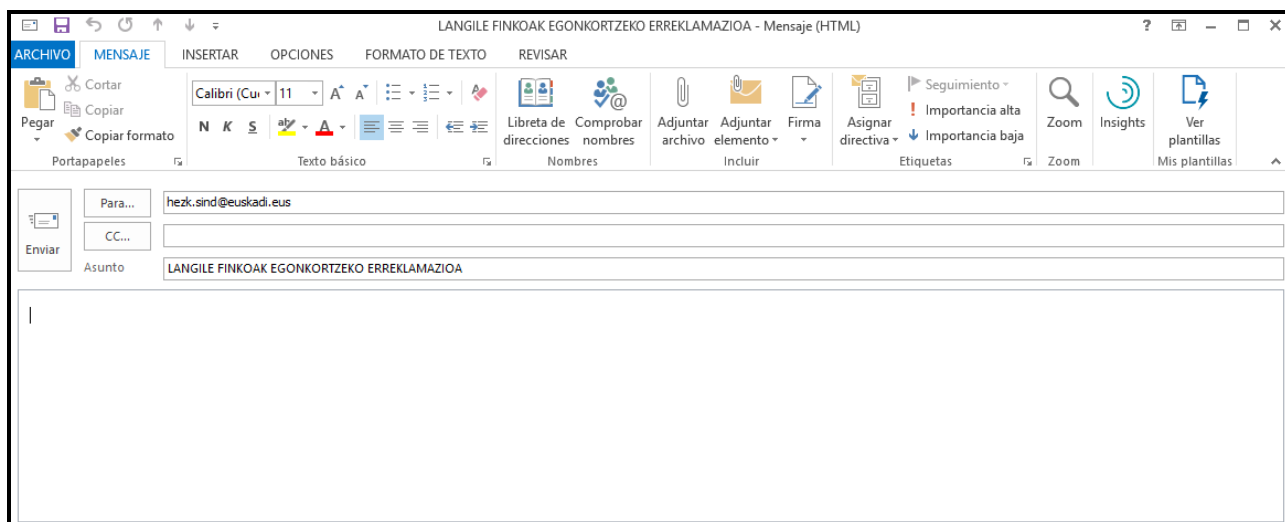 LANGILE FINKOAK EGONKORTZEKO ERREKLAMAZIOA - Mensaje (HTML)
ARCHIVO MENSAJE INSERTAR OPCIONES FORMATO DE TEXTO REVISAR
Pegar
Cortar
Copiar
Copiar formato
Portapapeles
Calibri (Cu 11
N K S
Texto básico
Libreta de direcciones
Comprobar nombres
Nombres
Adjuntar archivo
Adjuntar elemento
Firma
Incluir
Asignar directiva
Seguimiento
Importancia alta
Importancia baja
Etiquetas
Zoom
Zoom
Insights
Ver plantillas
Mis plantillas
Enviar
Para... hezk.sind@euskadi.eus
CC...
Asunto LANGILE FINKOAK EGONKORTZEKO ERREKLAMAZIOA